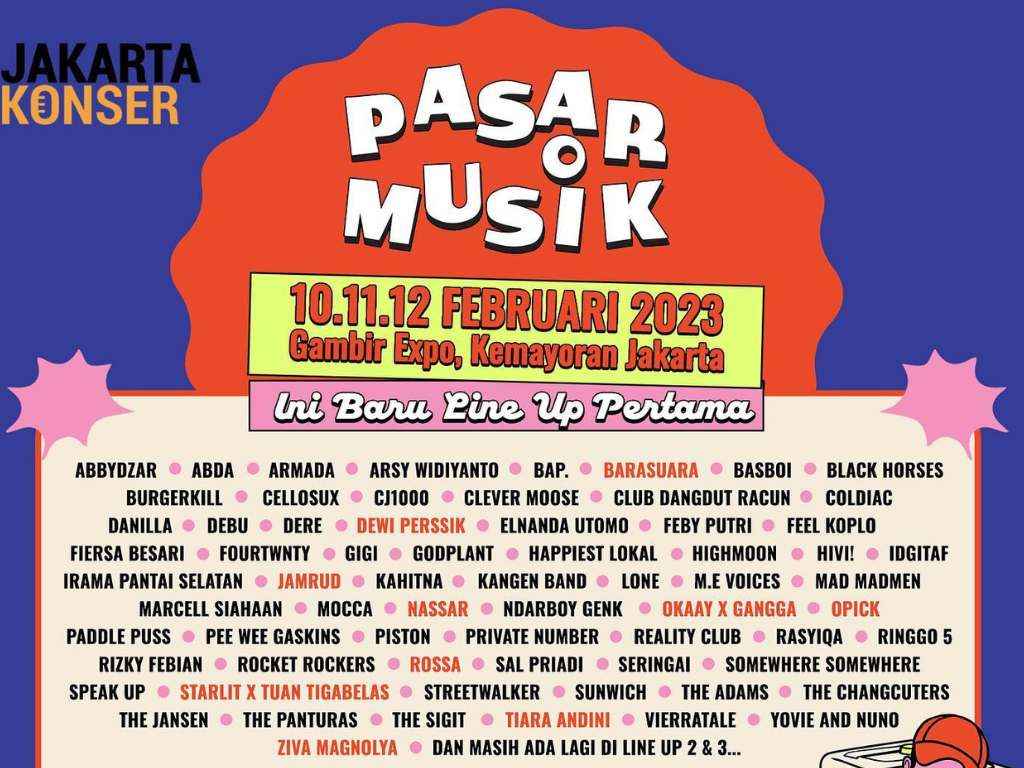 JAKARTA
KONSER
PASAR
MUSIK
10.11.12 FEBRUARI 2023
Gambir Expo, Kemayoran Jakarta
Ini Baru Line Up Pertama
ABBYDZAR • ABDA • ARMADA • ARSY WIDIYANTO • BAP. • BARASUARA • BASBOI • BLACK HORSES
BURGERKILL • CELLOSUX • CJ1000 • CLEVER MOOSE • CLUB DANGDUT RACUN • COLDIAC
DANILLA • DEBU • DERE • DEWI PERSSIK • ELNANDA UTOMO • FEBY PUTRI • FEEL KOPLO
FIERSA BESARI • FOURTWNTY • GIGI • GODPLANT • HAPPIEST LOKAL • HIGHMOON • HIVI! • IDGITAF
IRAMA PANTAI SELATAN • JAMRUD • KAHITNA • KANGEN BAND • LONE • M.E VOICES • MAD MADMEN
MARCELL SIAHAAN • MOCCA • NASSAR • NDARBOY GENK • OKAAY X GANGGA • OPICK
PADDLE PUSS • PEE WEE GASKINS • PISTON • PRIVATE NUMBER • REALITY CLUB • RASYIQA • RINGGO 5
RIZKY FEBIAN • ROCKET ROCKERS • ROSSA • SAL PRIADI • SERINGAI • SOMEWHERE SOMEWHERE
SPEAK UP • STARLIT X TUAN TIGABELAS • STREETWALKER • SUNWICH • THE ADAMS • THE CHANGCUTERS
THE JANSEN • THE PANTURAS • THE SIGIT • TIARA ANDINI • VIERRATALE • YOVIE AND NUNO
ZIVA MAGNOLYA • DAN MASIH ADA LAGI DI LINE UP 2 & 3...